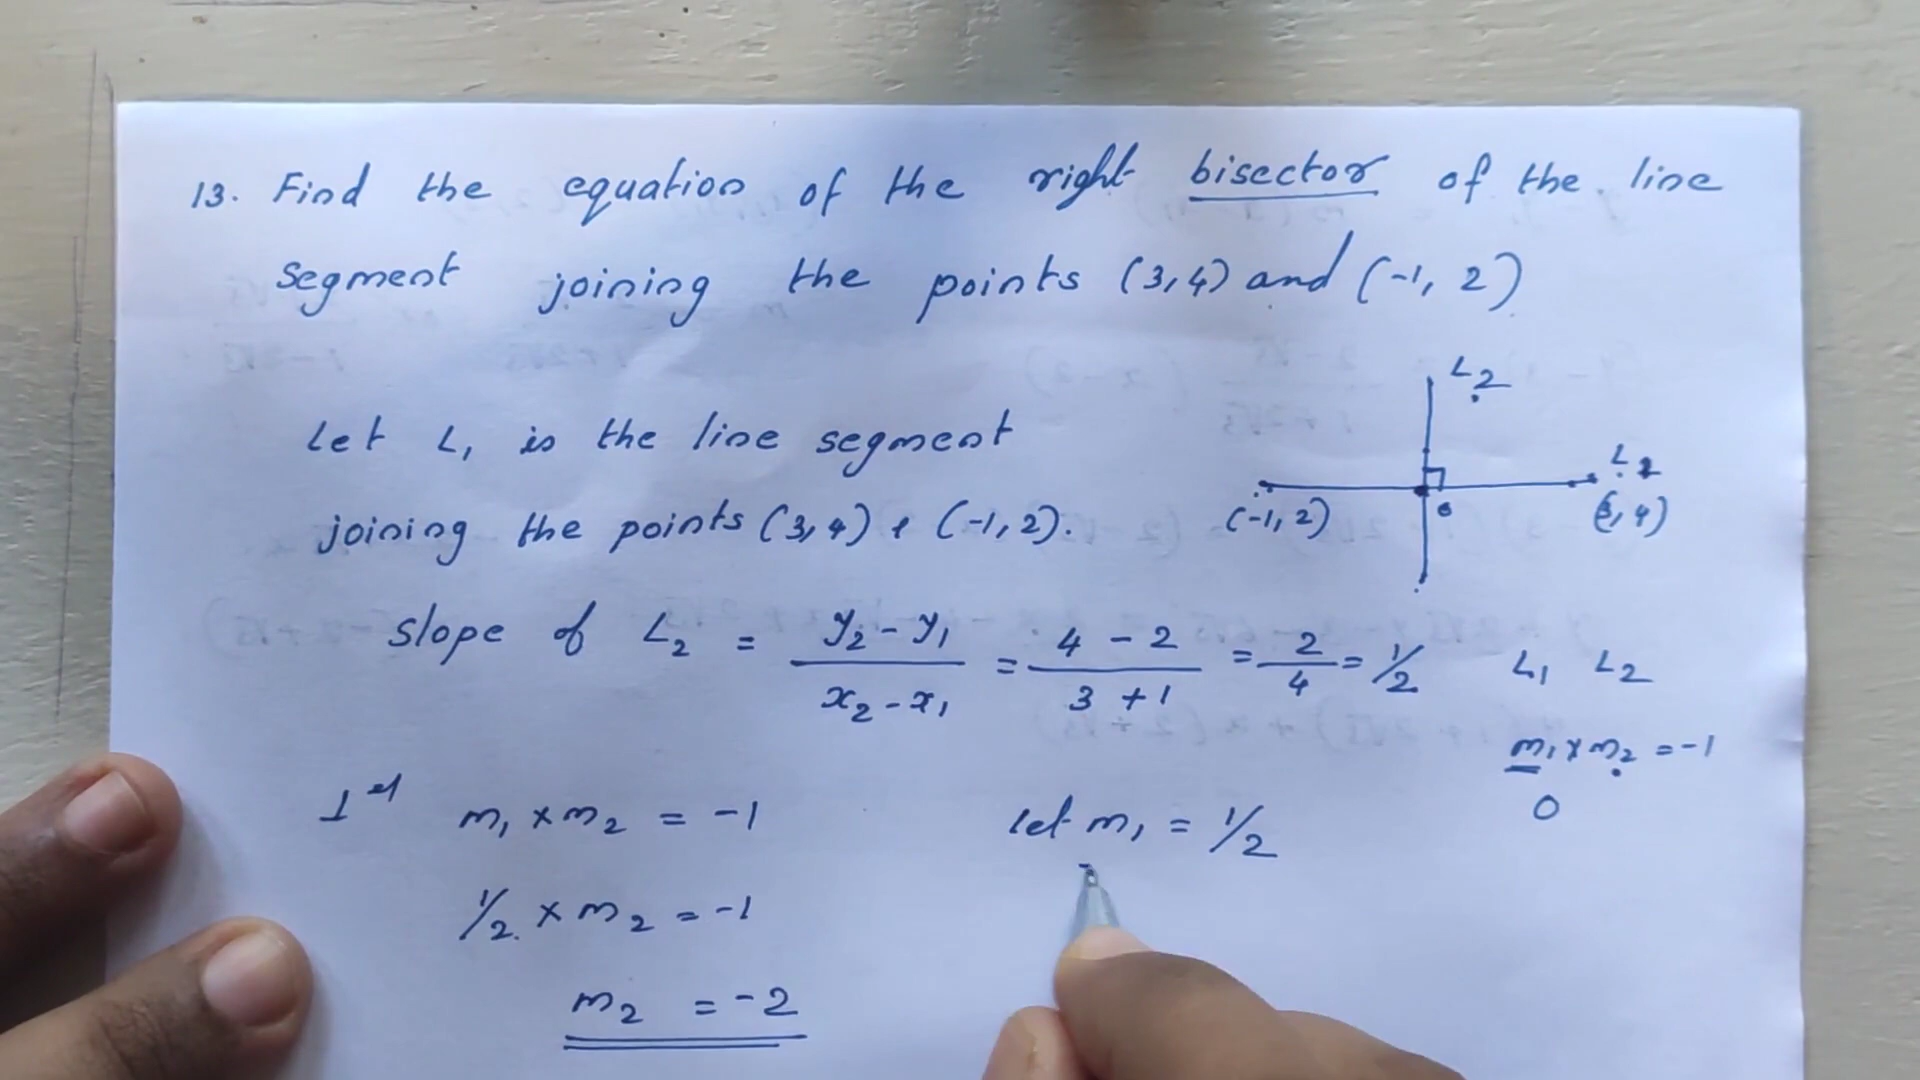 13. Find the equation of the right bisector of the line
segment joining the points (3,4) and (-1, 2)
L2
Let L1 is the line segment
L1
joining the points (3,4) & (-1,2).
(-1,2) (3,4)
slope of L2 = y2-y1/x2-x1 = 4-2/3+1 = 2/4 = 1/2
L1 L2
m1 x m2 = -1
0
m1 x m2 = -1
let m1 = 1/2
1/2 x m2 = -1
m2 = -2